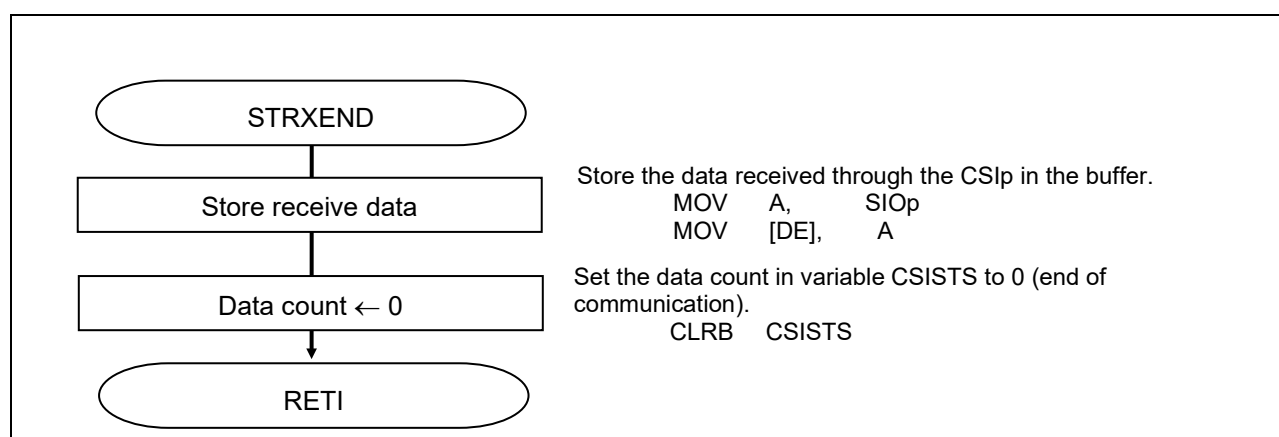 STRXEND
Store receive data
Store the data received through the CSIp in the buffer.
MOV A, SIOp
MOV [DE], A
Data count ← 0
Set the data count in variable CSISTS to 0 (end of
communication).
CLRB CSISTS
RETI